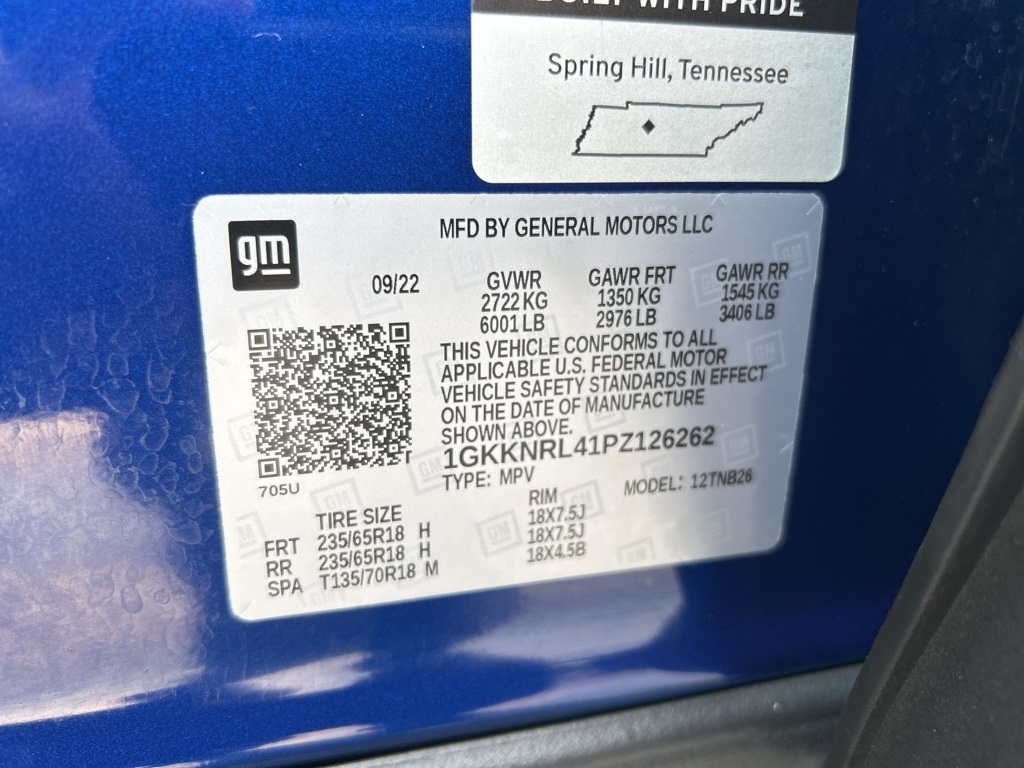 BUILT WITH PRIDE
Spring Hill, Tennessee
gm
MFD BY GENERAL MOTORS LLC
09/22
GVWR
2722 KG
6001 LB
GAWR FRT
1350 KG
2976 LB
GAWR RR
1545 KG
3406 LB
THIS VEHICLE CONFORMS TO ALL
APPLICABLE U.S. FEDERAL MOTOR
VEHICLE SAFETY STANDARDS IN EFFECT
ON THE DATE OF MANUFACTURE
SHOWN ABOVE.
1GKKNRL41PZ126262
TYPE: MPV MODEL: 12TNB26
705U
TIRE SIZE RIM
FRT 235/65R18 H 18X7.5J
RR 235/65R18 H 18X7.5J
SPA T135/70R18 M 18X4.5B